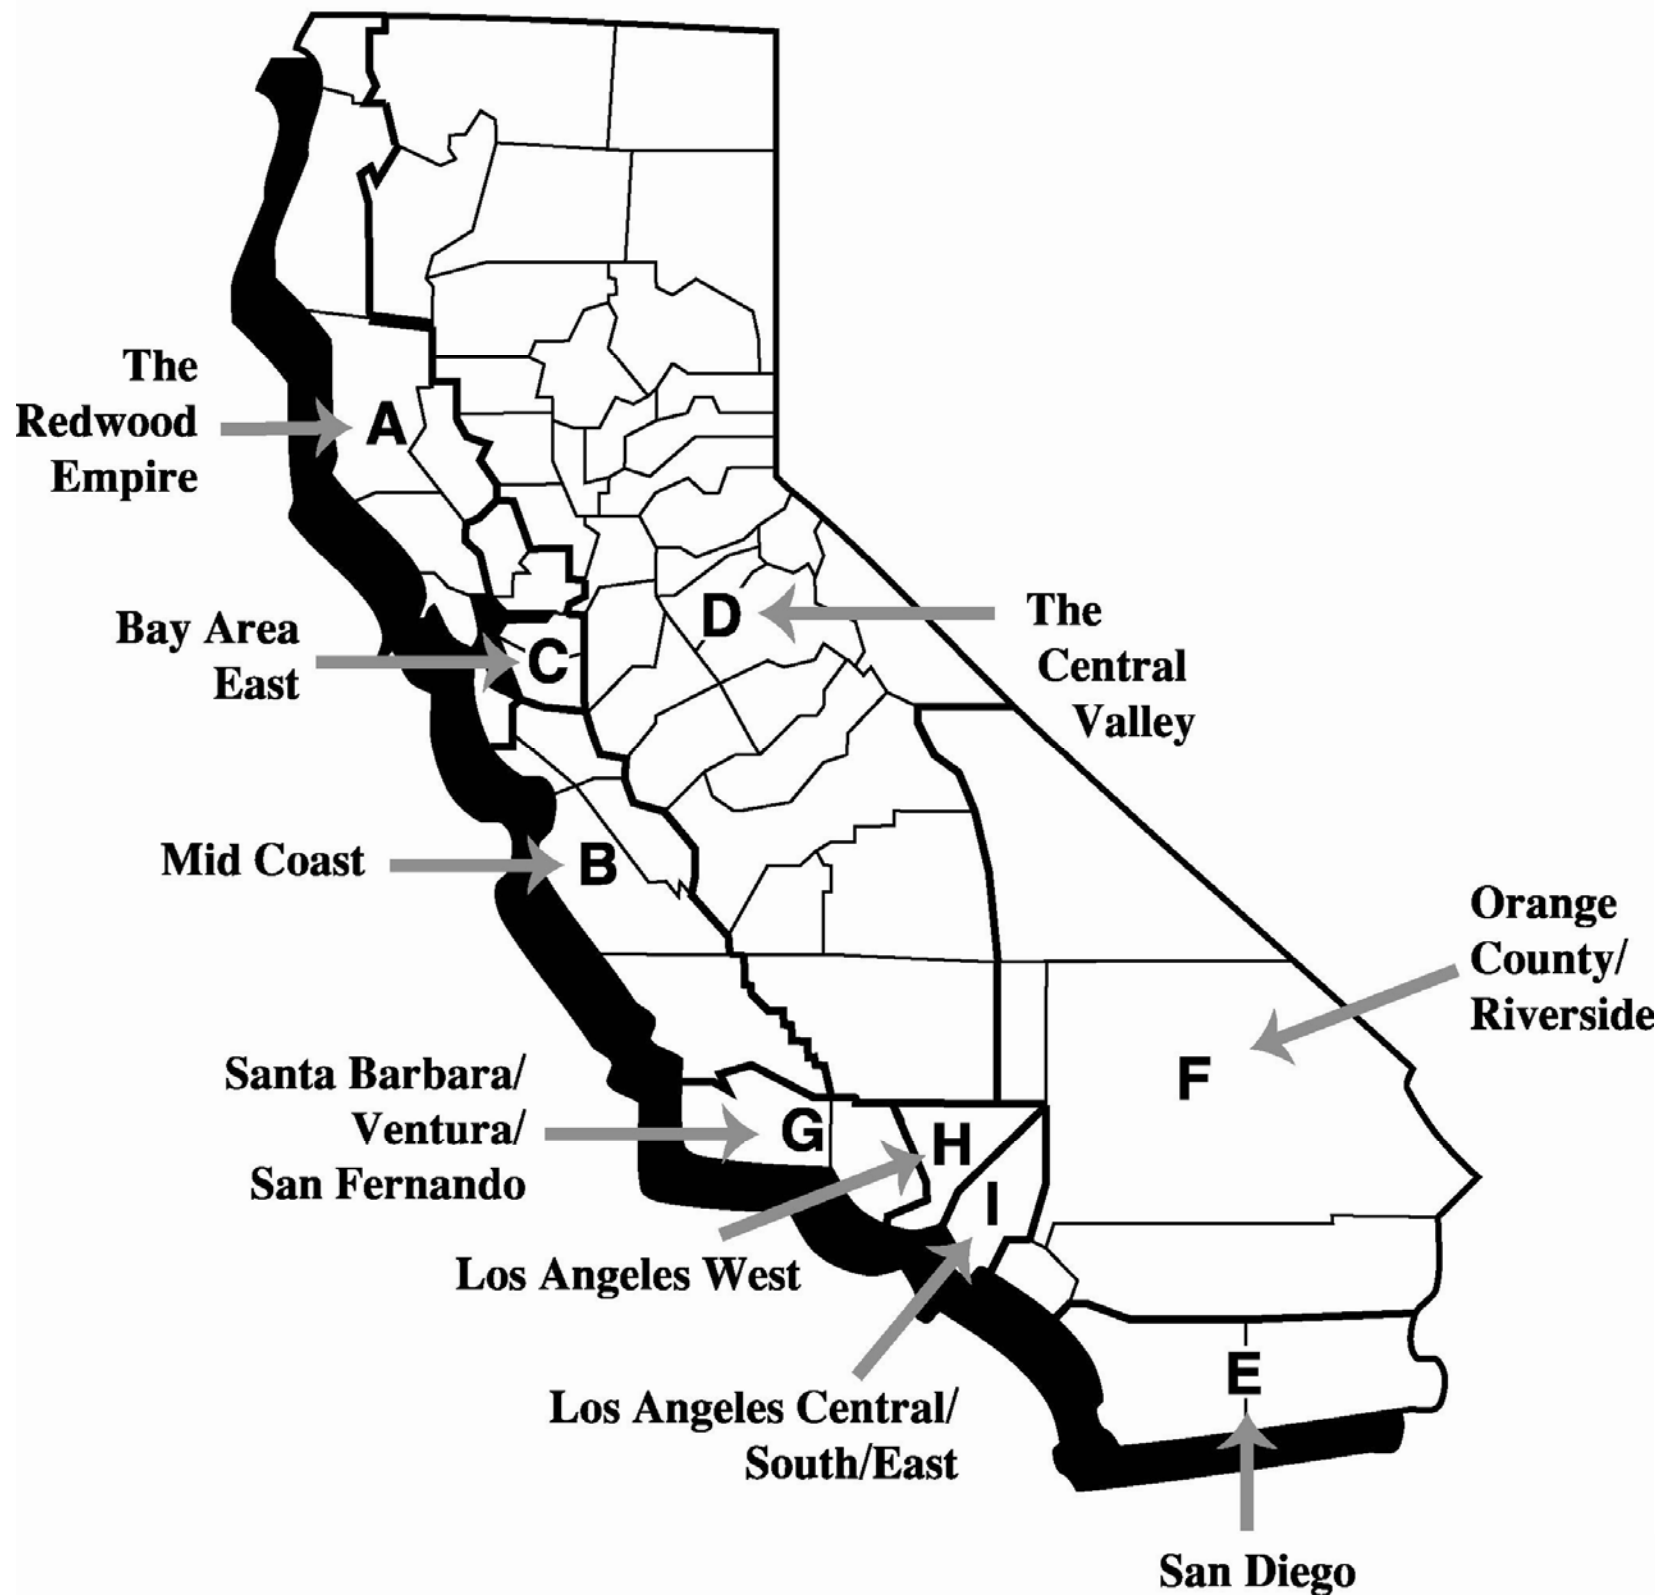 The
Redwood
Empire
A
Bay Area
East
C
D
The
Central
Valley
Mid Coast
B
Orange
County/
Riverside
F
Santa Barbara/
Ventura/
San Fernando
G
H
I
Los Angeles West
Los Angeles Central/
South/East
E
San Diego